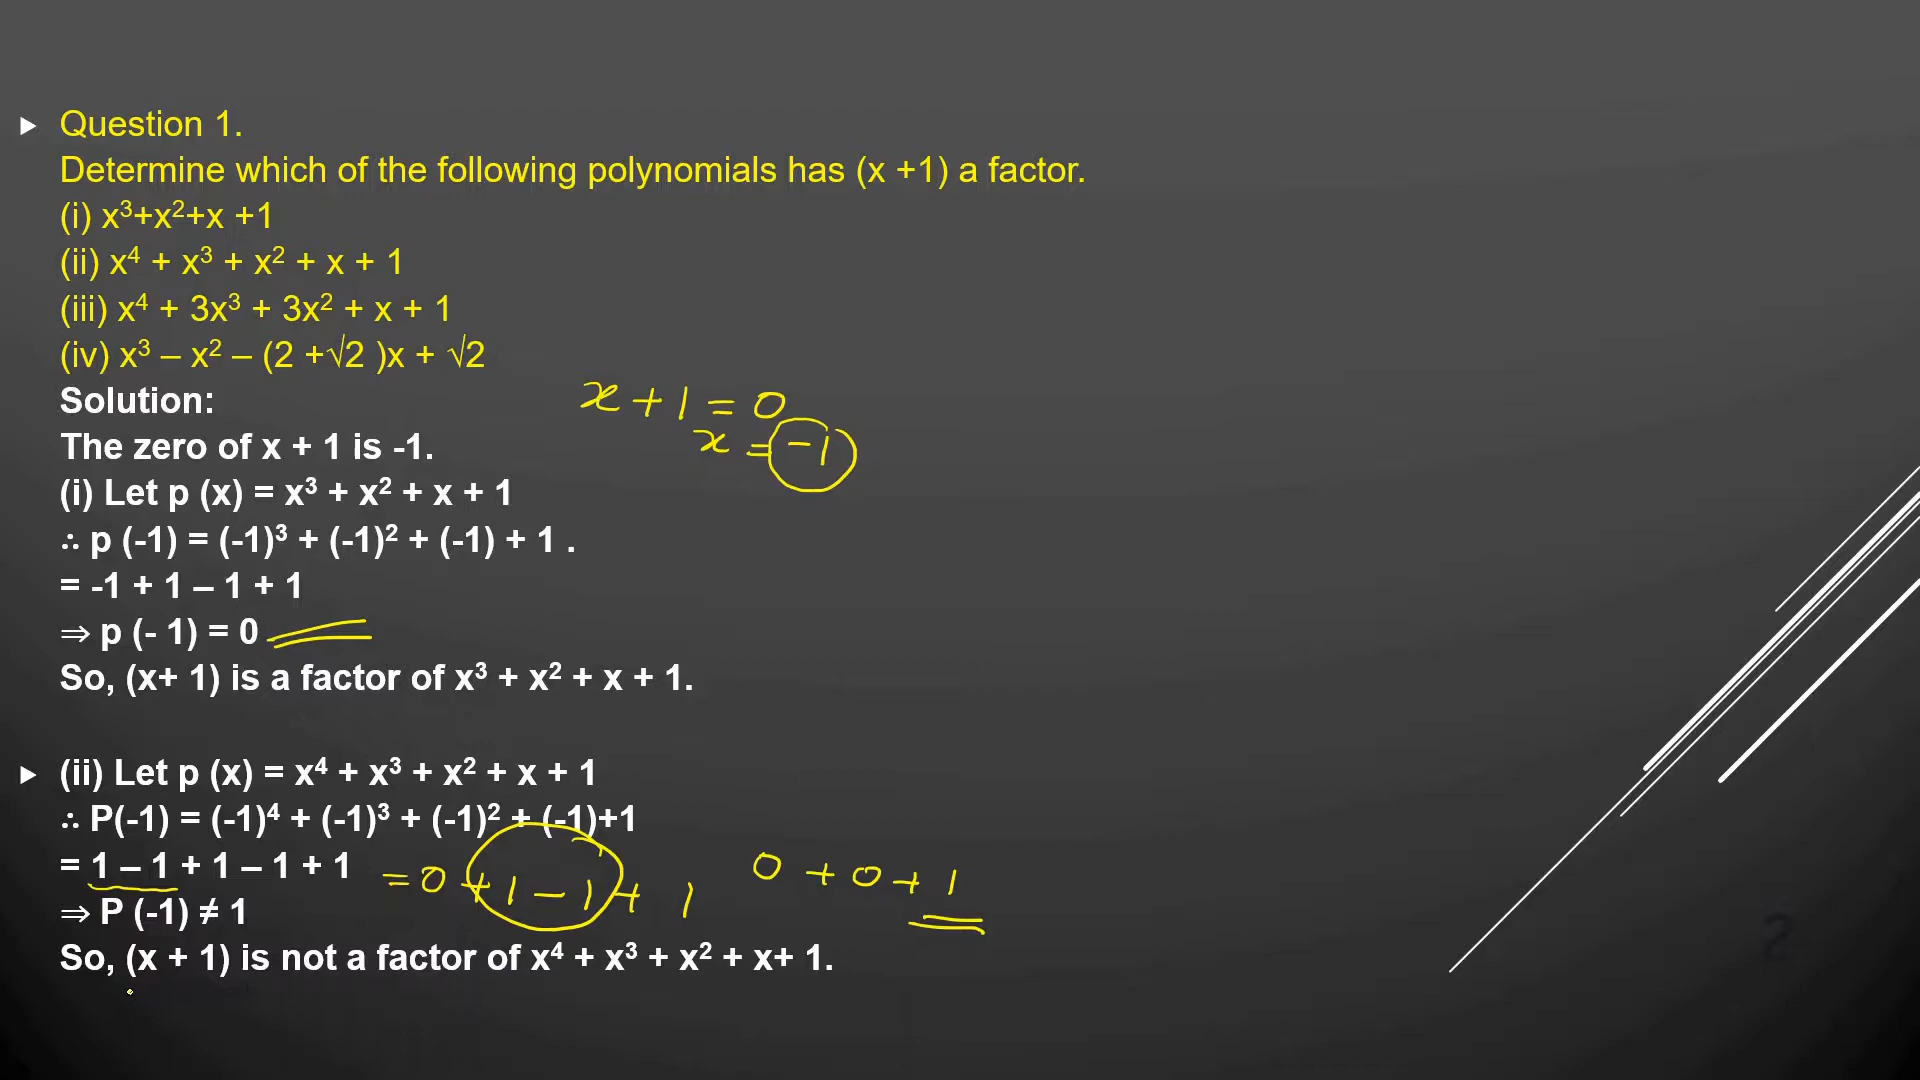 Question 1.
Determine which of the following polynomials has (x +1) a factor.
(i) x³+x²+x +1
(ii) x⁴ + x³ + x² + x + 1
(iii) x⁴ + 3x³ + 3x² + x + 1
(iv) x³ – x² – (2 +√2 )x + √2
Solution:
x + 1 = 0
The zero of x + 1 is -1.
x = -1
(i) Let p (x) = x³ + x² + x + 1
∴ p (-1) = (-1)³ + (-1)² + (-1) + 1 .
= -1 + 1 – 1 + 1
⇒ p (- 1) = 0
So, (x+ 1) is a factor of x³ + x² + x + 1.
(ii) Let p (x) = x⁴ + x³ + x² + x + 1
∴ P(-1) = (-1)⁴ + (-1)³ + (-1)² + (-1)+1
= 1 – 1 + 1 – 1 + 1
= 0 + 1 - 1 + 1
0 + 0 + 1
⇒ P (-1) ≠ 1
So, (x + 1) is not a factor of x⁴ + x³ + x² + x+ 1.
2